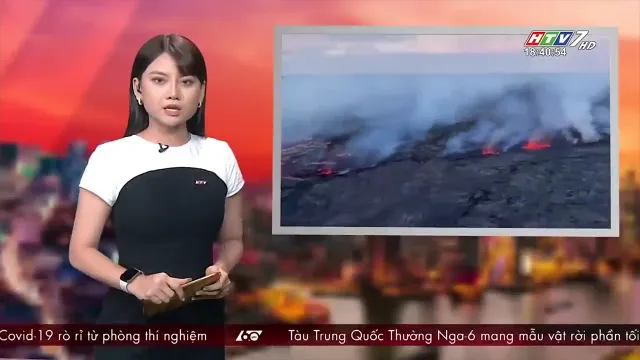 HTV7 HD
18:40:54
HTV
Covid-19 rò rỉ từ phòng thí nghiệm
60
Tàu Trung Quốc Thường Nga-6 mang mẫu vật rời phần tối